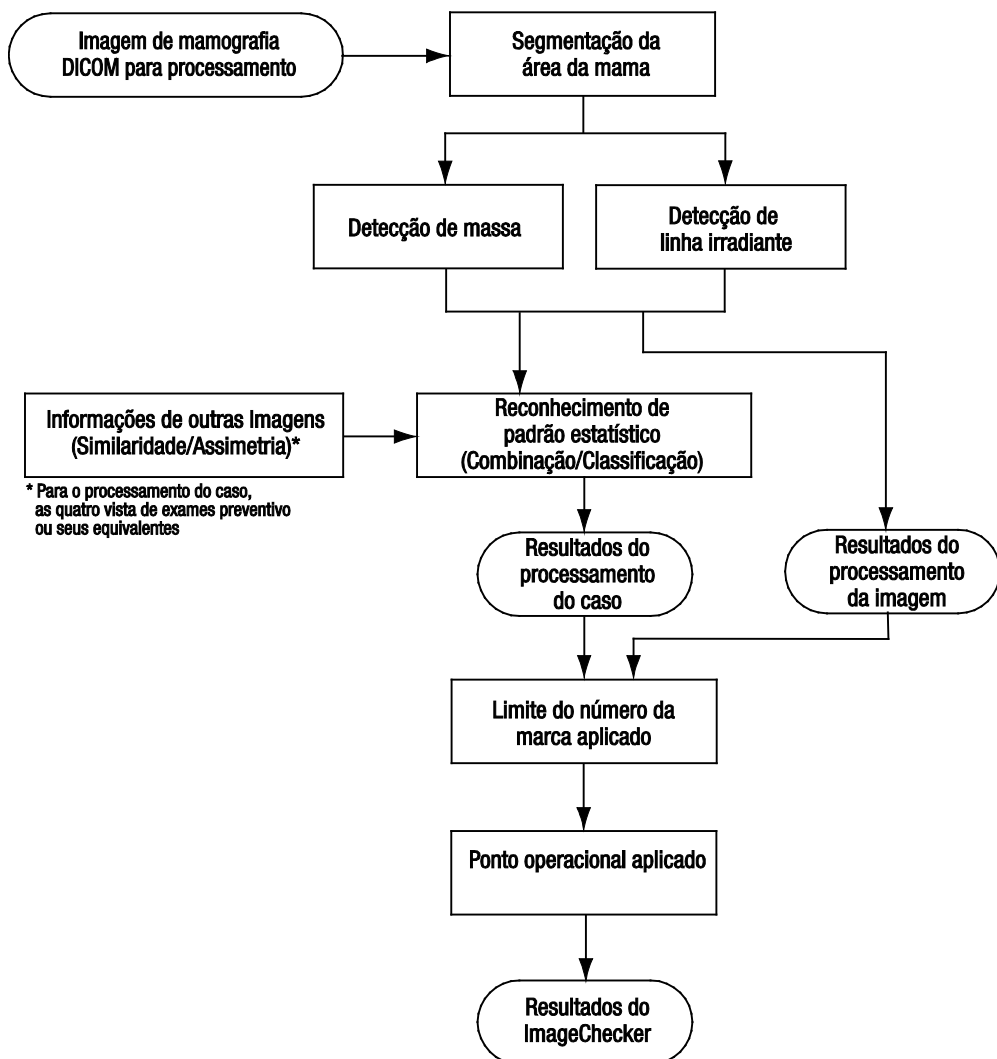 Imagem de mamografia
DICOM para processamento
Segmentação da
área da mama
Detecção de massa
Detecção de
linha irradiante
Informações de outras Imagens
(Similaridade/Assimetria)*
* Para o processamento do caso,
as quatro vista de exames preventivo
ou seus equivalentes
Reconhecimento de
padrão estatístico
(Combinação/Classificação)
Resultados do
processamento
do caso
Resultados do
processamento
da imagem
Limite do número da
marca aplicado
Ponto operacional aplicado
Resultados do
ImageChecker